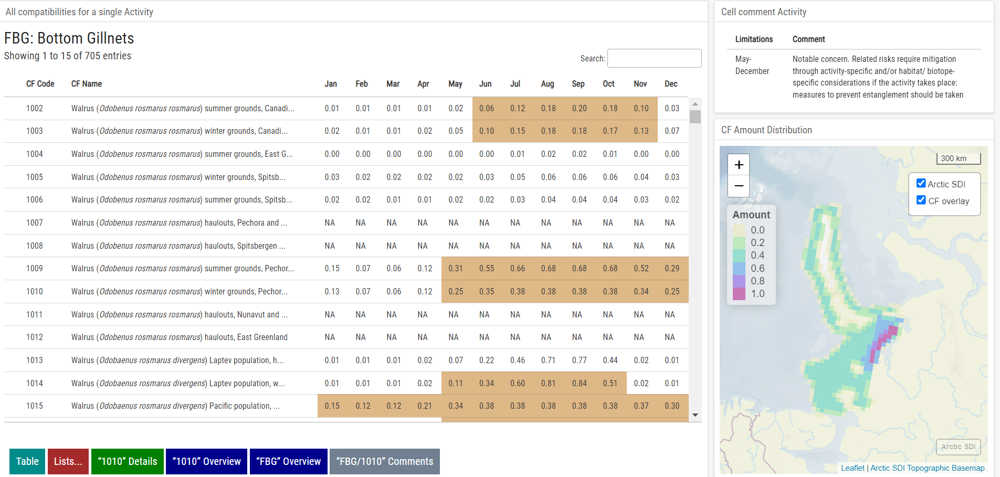 All compatibilities for a single Activity
FBG: Bottom Gillnets
Showing 1 to 15 of 705 entries
Search:
CF Code CF Name Jan Feb Mar Apr May Jun Jul Aug Sep Oct Nov Dec
1002 Walrus (Odobenus rosmarus rosmarus) summer grounds, Canadi... 0.01 0.01 0.01 0.01 0.02 0.06 0.12 0.18 0.20 0.18 0.10 0.03
1003 Walrus (Odobenus rosmarus rosmarus) winter grounds, Canadi... 0.02 0.01 0.01 0.02 0.05 0.10 0.15 0.18 0.18 0.17 0.13 0.07
1004 Walrus (Odobenus rosmarus rosmarus) summer grounds, East G... 0.00 0.00 0.00 0.00 0.00 0.00 0.01 0.02 0.02 0.01 0.00 0.00
1005 Walrus (Odobenus rosmarus rosmarus) winter grounds, Spitsb... 0.03 0.02 0.02 0.02 0.02 0.03 0.05 0.06 0.06 0.06 0.04 0.03
1006 Walrus (Odobenus rosmarus rosmarus) summer grounds, Spitsb... 0.02 0.02 0.01 0.01 0.02 0.02 0.03 0.04 0.04 0.04 0.03 0.02
1007 Walrus (Odobenus rosmarus rosmarus) haulouts, Pechora and ... NA NA NA NA NA NA NA NA NA NA NA NA
1008 Walrus (Odobenus rosmarus rosmarus) haulouts, Spitsbergen ... NA NA NA NA NA NA NA NA NA NA NA NA
1009 Walrus (Odobenus rosmarus rosmarus) summer grounds, Pechor... 0.15 0.07 0.06 0.12 0.31 0.55 0.66 0.68 0.68 0.68 0.52 0.29
1010 Walrus (Odobenus rosmarus rosmarus) winter grounds, Pechor... 0.13 0.07 0.06 0.12 0.25 0.35 0.38 0.38 0.38 0.38 0.34 0.25
1011 Walrus (Odobenus rosmarus rosmarus) haulouts, Nunavut and ... NA NA NA NA NA NA NA NA NA NA NA NA
1012 Walrus (Odobenus rosmarus rosmarus) haulouts, East Greenland NA NA NA NA NA NA NA NA NA NA NA NA
1013 Walrus (Odobaenus rosmarus divergens) Laptev population, h... 0.01 0.01 0.01 0.02 0.07 0.22 0.46 0.71 0.77 0.44 0.02 0.01
1014 Walrus (Odobaenus rosmarus divergens) Laptev population, w... 0.01 0.01 0.01 0.02 0.11 0.34 0.60 0.81 0.84 0.51 0.02 0.01
1015 Walrus (Odobaenus rosmarus divergens) Pacific population, ... 0.15 0.12 0.12 0.21 0.34 0.38 0.38 0.38 0.38 0.38 0.37 0.30
Table Lists... “1010” Details “1010” Overview “FBG” Overview “FBG/1010” Comments
Cell comment Activity
Limitations Comment
May-
December
Notable concern. Related risks require mitigation
through activity-specific and/or habitat/ biotope-
specific considerations if the activity takes place:
measures to prevent entanglement should be taken
CF Amount Distribution
+
−
300 km
Arctic SDI
CF overlay
Amount
0.0
0.2
0.4
0.6
0.8
1.0
Arctic SDI
Leaflet | Arctic SDI Topographic Basemap